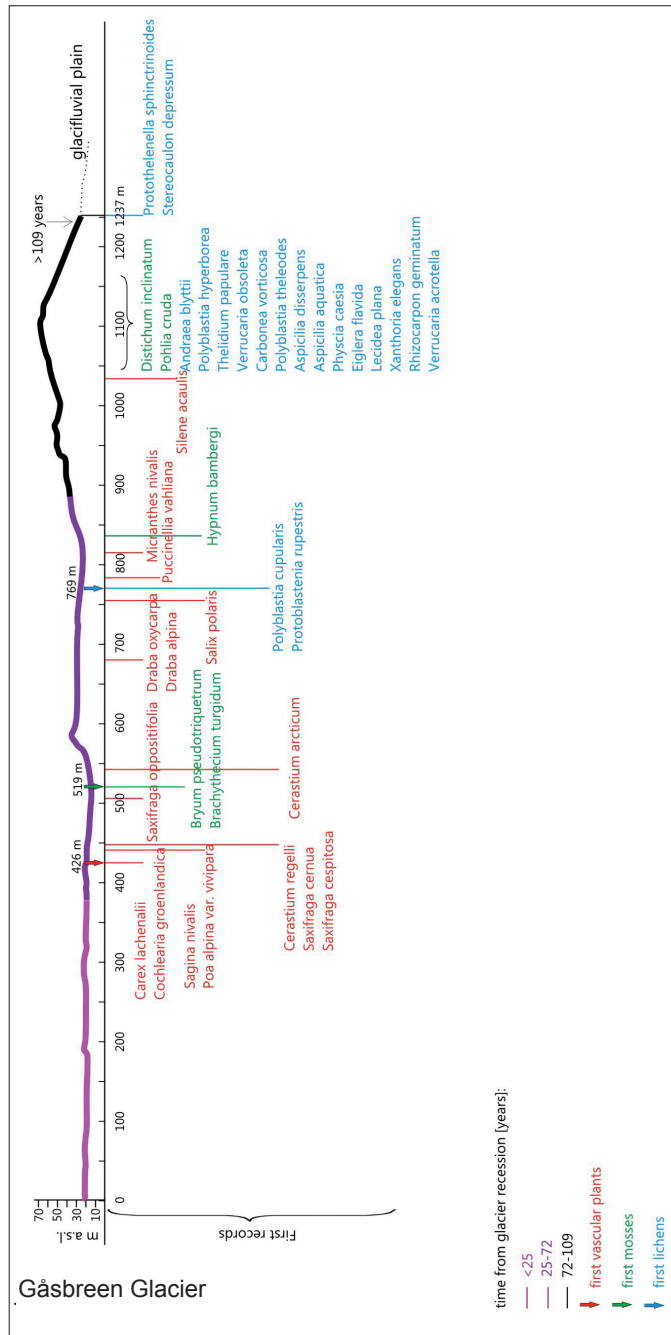 Gåsbreen Glacier
70
50
30
10
m a.s.l.
First records
0
100
200
300
400
500
600
700
800
900
1000
1100
1200
1237 m
426 m
519 m
769 m
>109 years
glacifluvial plain
Carex lachenalii
Cochlearia groenlandica
Sagina nivalis
Poa alpina var. vivipara
Cerastium regelli
Saxifraga cernua
Saxifraga cespitosa
Saxifraga oppositifolia
Bryum pseudotriquetrum
Brachythecium turgidum
Cerastium arcticum
Draba oxycarpa
Draba alpina
Salix polaris
Polyblastia cupularis
Protoblastenia rupestris
Puccinellia vahliana
Micranthes nivalis
Hypnum bambergi
Silene acaulis
Distichum inclinatum
Pohlia cruda
Andraea blyttii
Polyblastia hyperborea
Thelidium papulare
Verrucaria obsoleta
Carbonea vorticosa
Polyblastia theleodes
Aspicilia disserpens
Aspicilia aquatica
Physcia caesia
Eiglera flavida
Lecidea plana
Xanthoria elegans
Rhizocarpon geminatum
Verrucaria acrotella
Protothelenella sphinctrinoides
Stereocaulon depressum
time from glacier recession [years]:
<25
25-72
72-109
first vascular plants
first mosses
first lichens